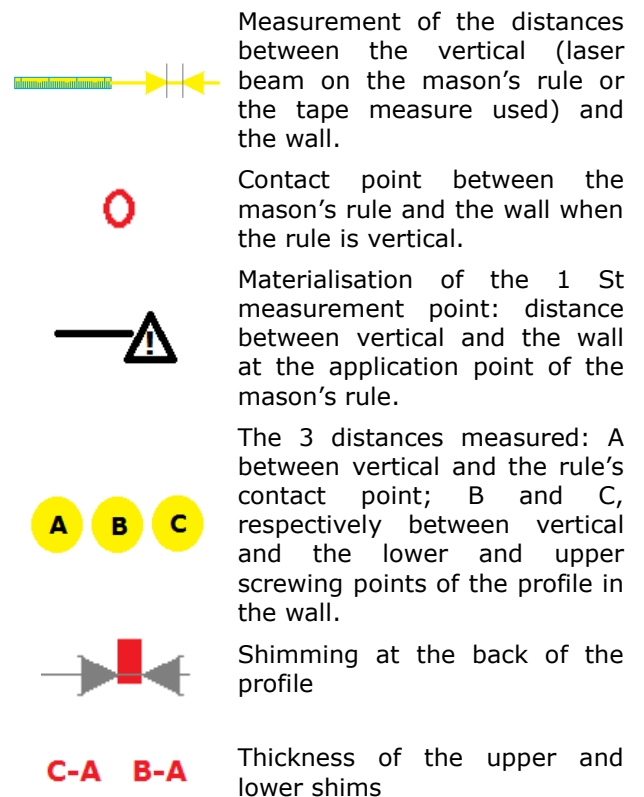 Measurement of the distances
between the vertical (laser
beam on the mason's rule or
the tape measure used) and
the wall.
Contact point between the
mason's rule and the wall when
the rule is vertical.
Materialisation of the 1 St
measurement point: distance
between vertical and the wall
at the application point of the
mason's rule.
!
The 3 distances measured: A
between vertical and the rule's
contact point; B and C,
respectively between vertical
and the lower and upper
screwing points of the profile in
the wall.
A B C
Shimming at the back of the
profile
C-A B-A
Thickness of the upper and
lower shims